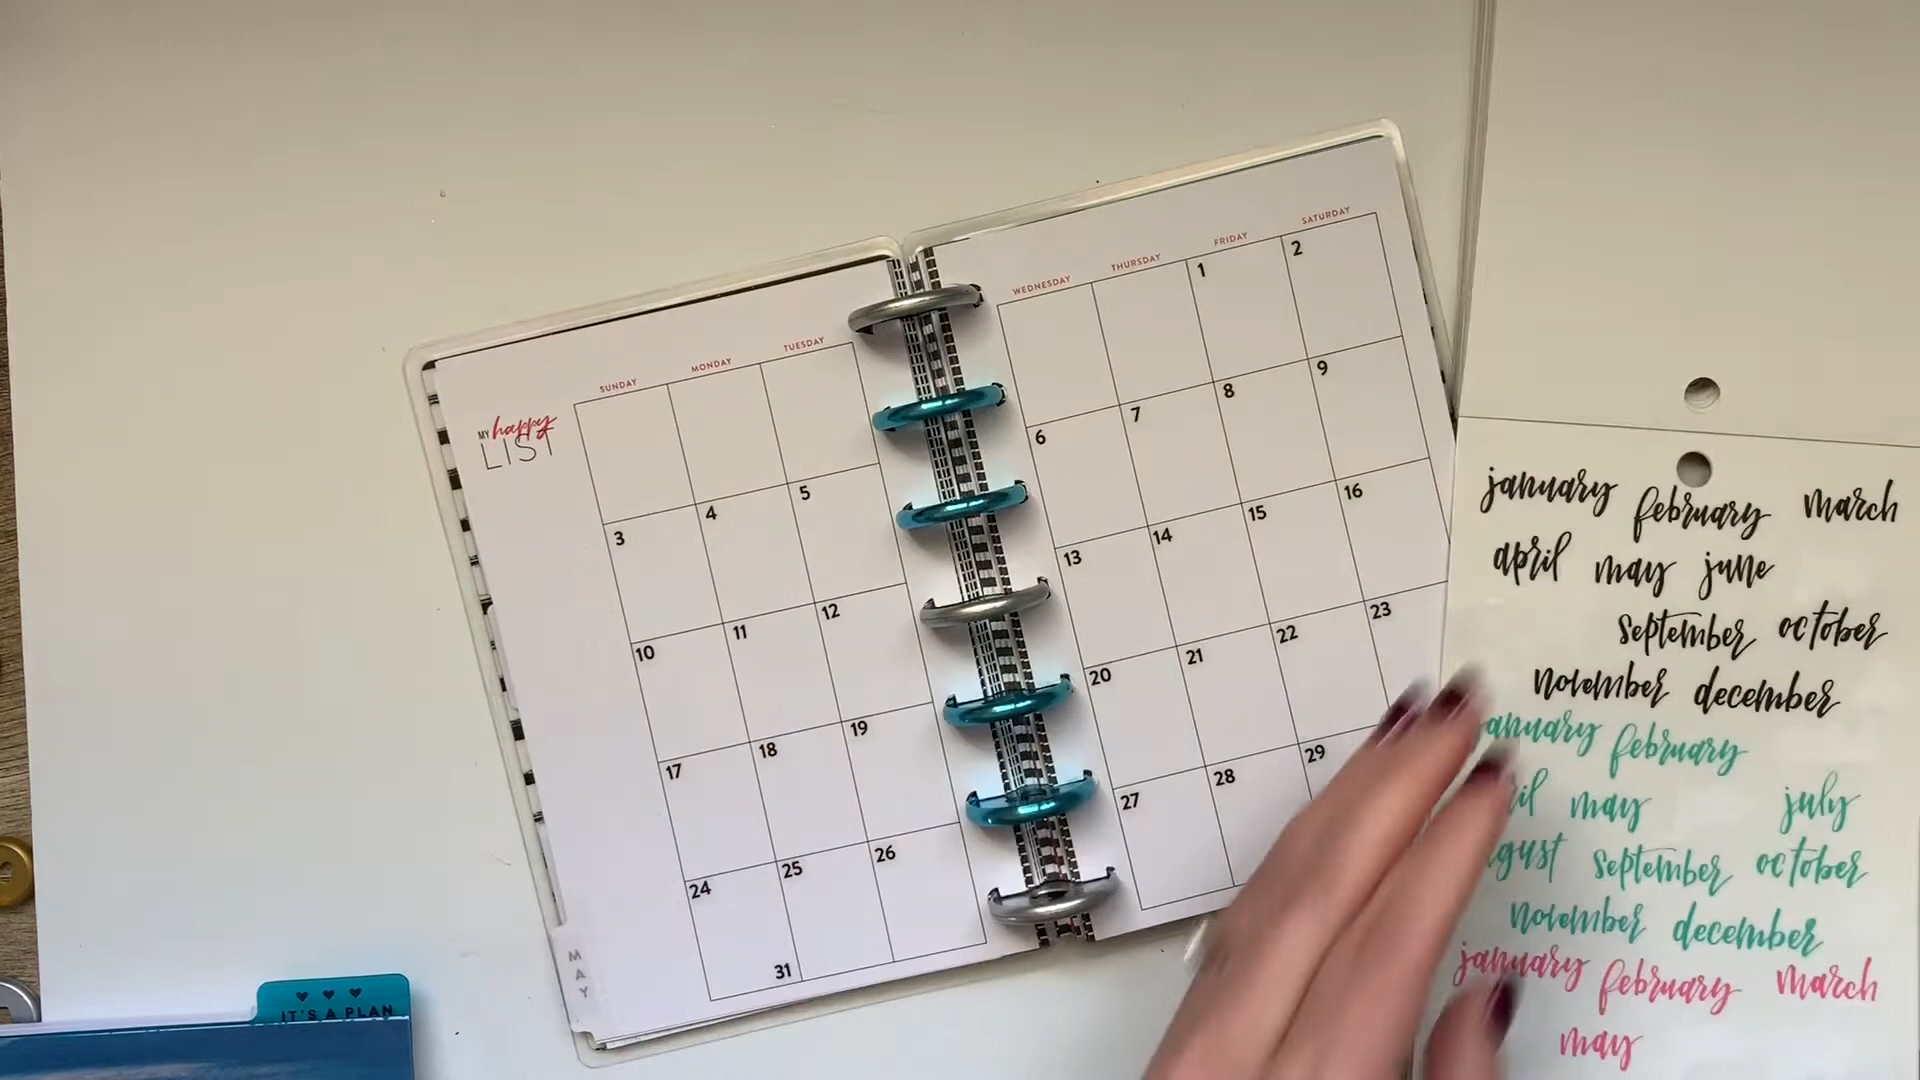 MY happy
LIST
SUNDAY MONDAY TUESDAY
3 4 5
10 11 12
17 18 19
24 25 26
31
MAY
WEDNESDAY THURSDAY FRIDAY SATURDAY
1 2
6 7 8 9
13 14 15 16
20 21 22 23
27 28 29
IT'S A PLAN
january february march
april may june
september october
november december
january february
may july
september october
november december
january february march
may